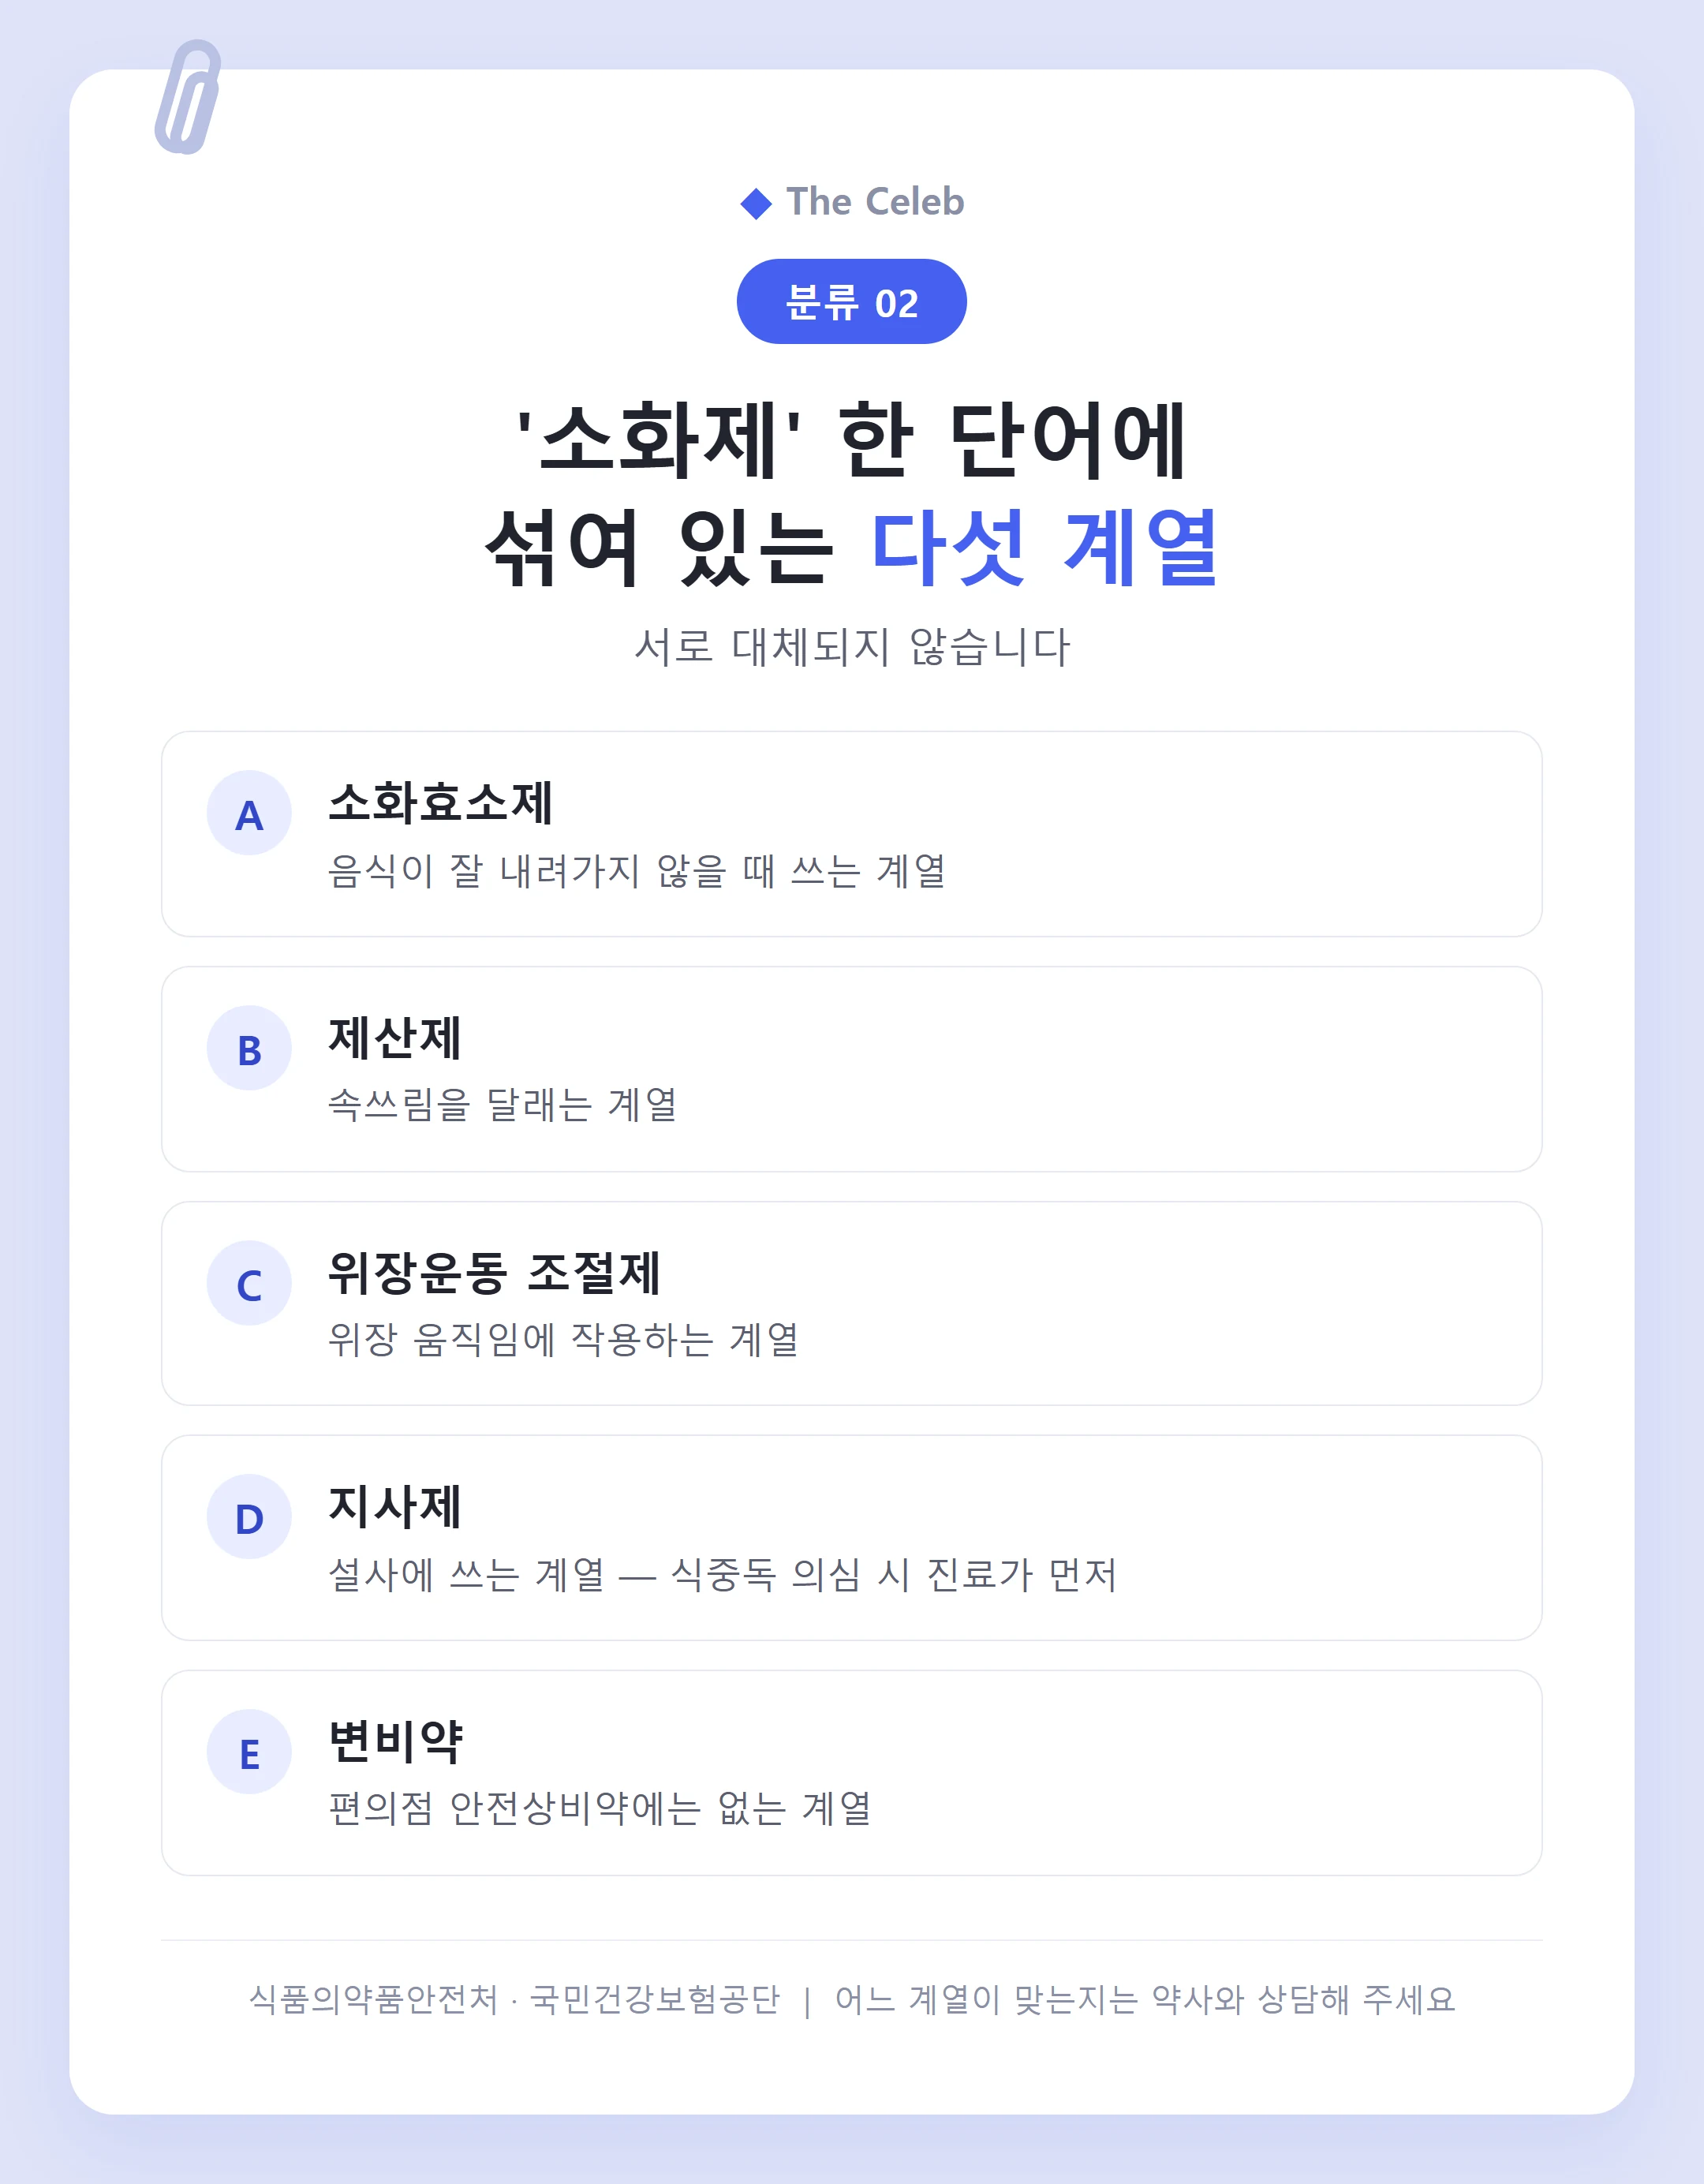 The Celeb
분류 02
'소화제' 한 단어에
섞여 있는 다섯 계열
서로 대체되지 않습니다
A
소화효소제
음식이 잘 내려가지 않을 때 쓰는 계열
B
제산제
속쓰림을 달래는 계열
C
위장운동 조절제
위장 움직임에 작용하는 계열
D
지사제
설사에 쓰는 계열 — 식중독 의심 시 진료가 먼저
E
변비약
편의점 안전상비약에는 없는 계열
식품의약품안전처 · 국민건강보험공단 | 어느 계열이 맞는지는 약사와 상담해 주세요